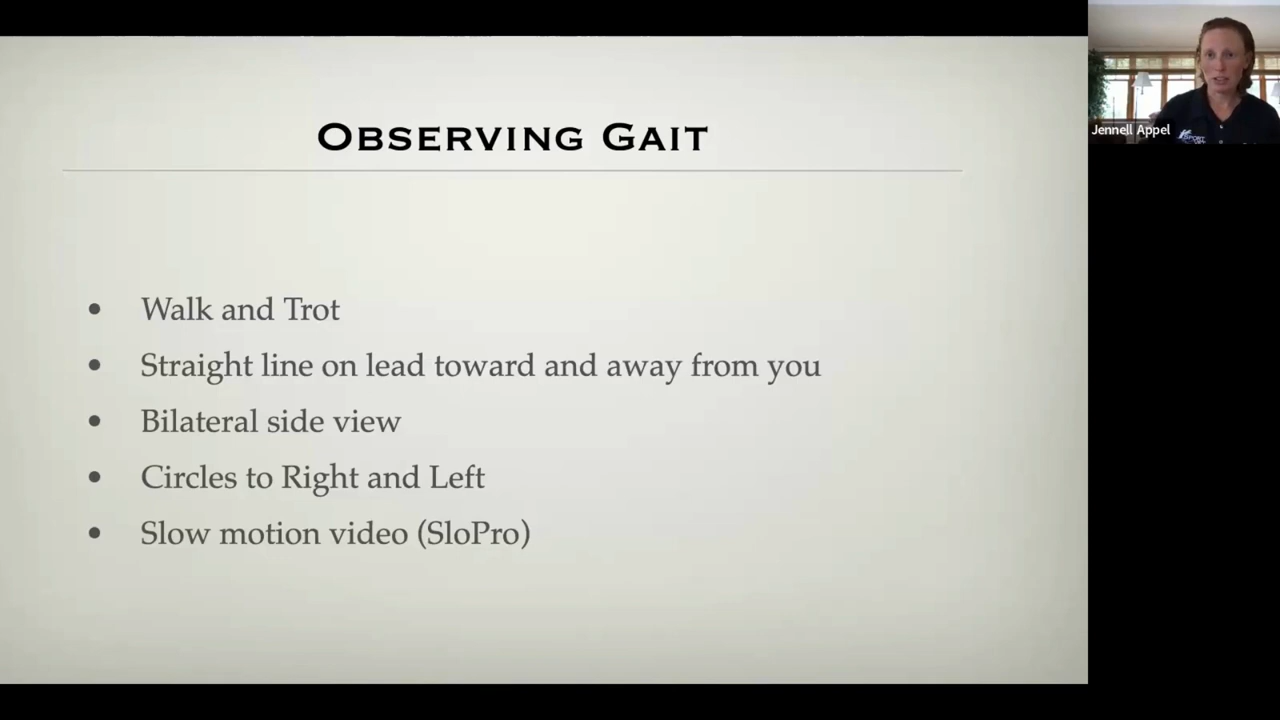 Observing Gait
• Walk and Trot
• Straight line on lead toward and away from you
• Bilateral side view
• Circles to Right and Left
• Slow motion video (SloPro)
Jennell Appel
SPORT